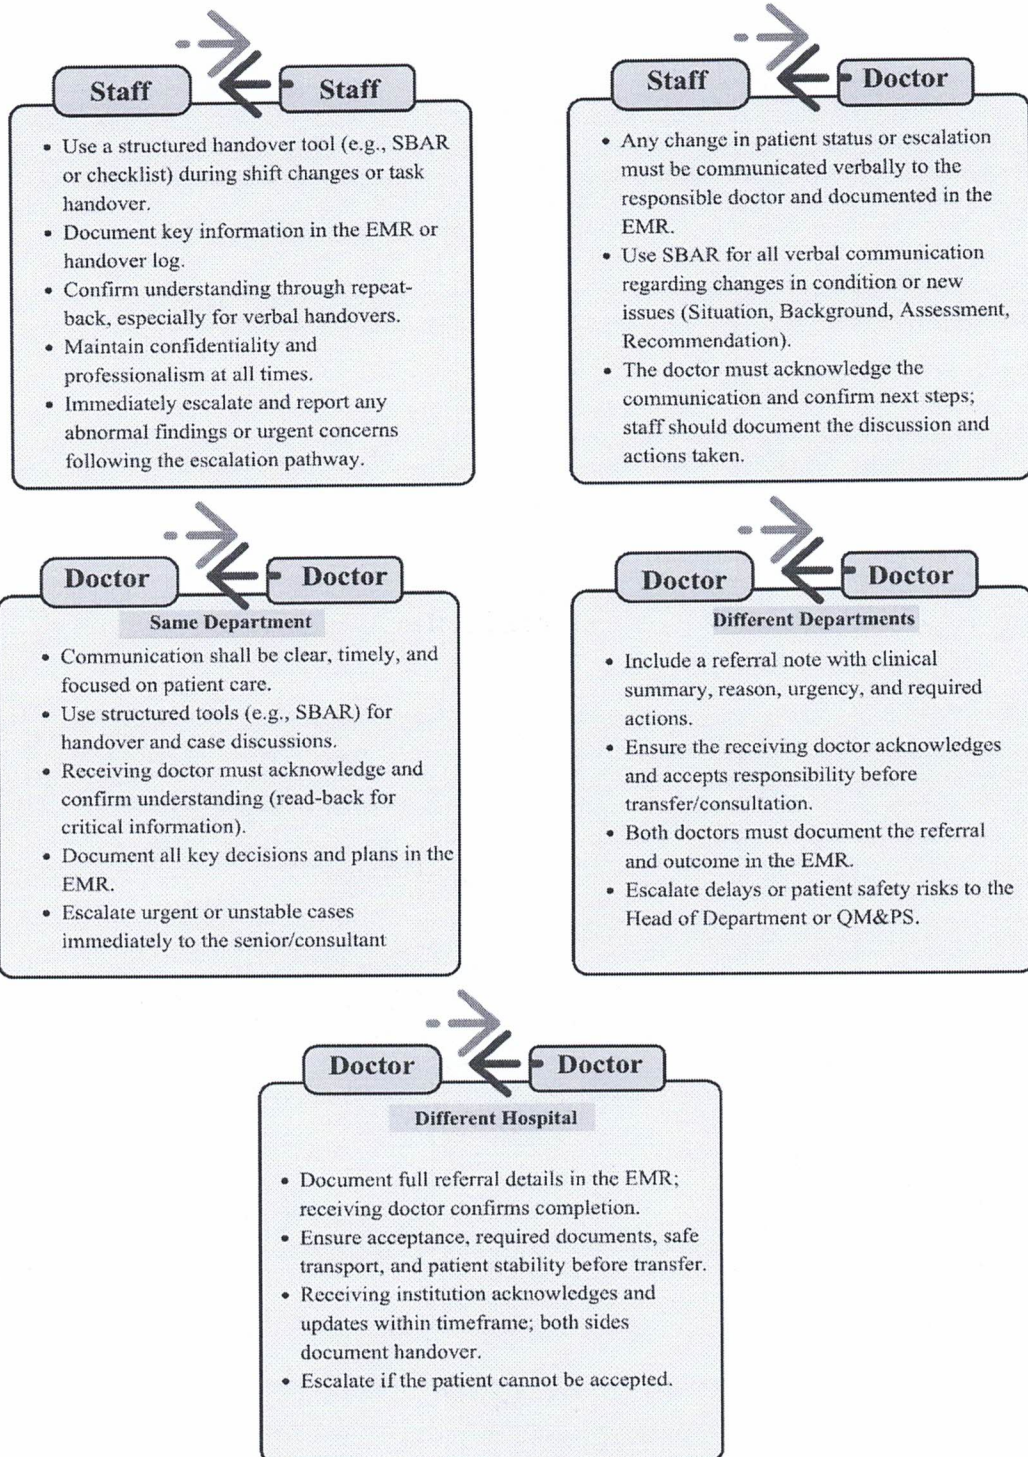 Staff
Staff
• Use a structured handover tool (e.g., SBAR
or checklist) during shift changes or task
handover.
• Document key information in the EMR or
handover log.
• Confirm understanding through repeat-
back, especially for verbal handovers.
• Maintain confidentiality and
professionalism at all times.
• Immediately escalate and report any
abnormal findings or urgent concerns
following the escalation pathway.
Staff
Doctor
• Any change in patient status or escalation
must be communicated verbally to the
responsible doctor and documented in the
EMR.
• Use SBAR for all verbal communication
regarding changes in condition or new
issues (Situation, Background, Assessment,
Recommendation).
• The doctor must acknowledge the
communication and confirm next steps;
staff should document the discussion and
actions taken.
Doctor
Doctor
Same Department
• Communication shall be clear, timely, and
focused on patient care.
• Use structured tools (e.g., SBAR) for
handover and case discussions.
• Receiving doctor must acknowledge and
confirm understanding (read-back for
critical information).
• Document all key decisions and plans in the
EMR.
• Escalate urgent or unstable cases
immediately to the senior/consultant
Doctor
Doctor
Different Departments
• Include a referral note with clinical
summary, reason, urgency, and required
actions.
• Ensure the receiving doctor acknowledges
and accepts responsibility before
transfer/consultation.
• Both doctors must document the referral
and outcome in the EMR.
• Escalate delays or patient safety risks to the
Head of Department or QM&PS.
Doctor
Doctor
Different Hospital
• Document full referral details in the EMR;
receiving doctor confirms completion.
• Ensure acceptance, required documents, safe
transport, and patient stability before transfer.
• Receiving institution acknowledges and
updates within timeframe; both sides
document handover.
• Escalate if the patient cannot be accepted.